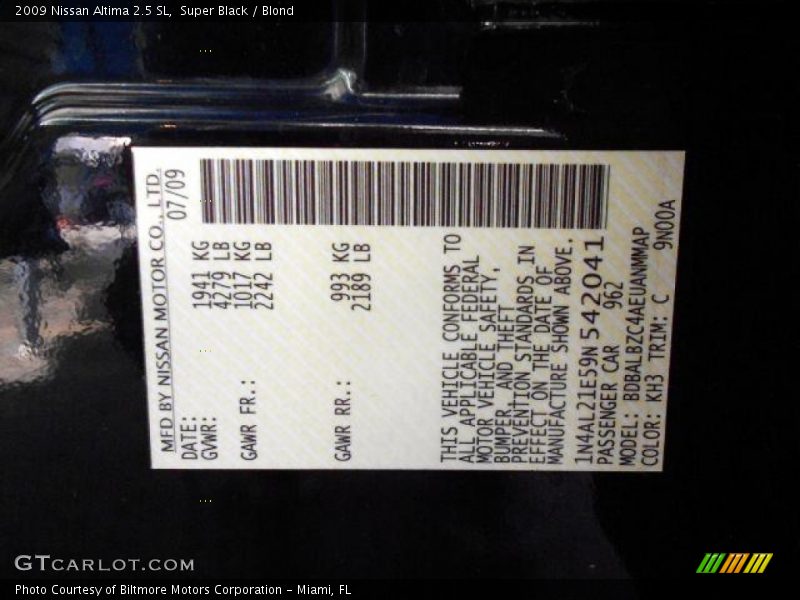 2009 Nissan Altima 2.5 SL,  Super Black / Blond
MFD BY NISSAN MOTOR CO., LTD.
DATE: 07/09
GVWR: 1941 KG
4279 LB
GAWR FR.: 1017 KG
2242 LB
GAWR RR.: 993 KG
2189 LB
THIS VEHICLE CONFORMS TO
ALL APPLICABLE FEDERAL
MOTOR VEHICLE SAFETY,
BUMPER, AND THEFT
PREVENTION STANDARDS IN
EFFECT ON THE DATE OF
MANUFACTURE SHOWN ABOVE.
1N4AL21E59N542041
PASSENGER CAR 962
MODEL: BDBALBZC4AEUANMMAP
COLOR: KH3 TRIM: C 9N00A
GTCARLOT.COM
Photo Courtesy of Biltmore Motors Corporation - Miami, FL